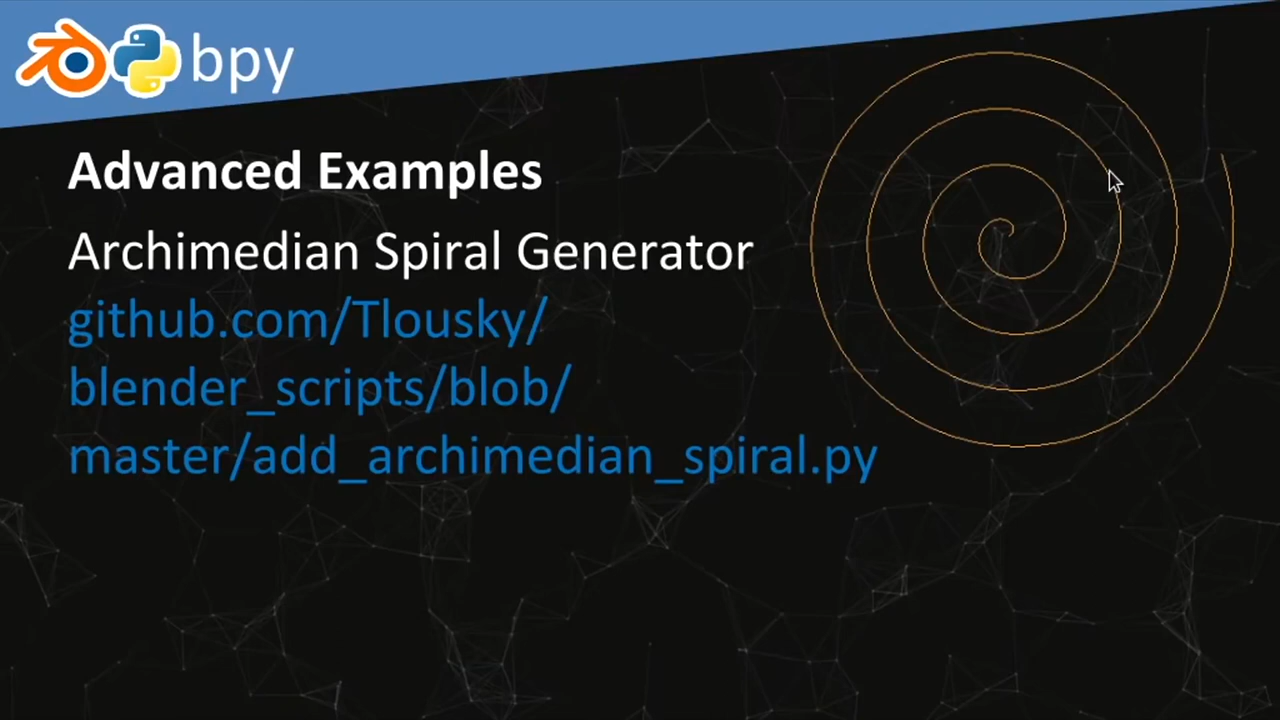 bpy
Advanced Examples
Archimedian Spiral Generator
github.com/Tlousky/
blender_scripts/blob/
master/add_archimedian_spiral.py